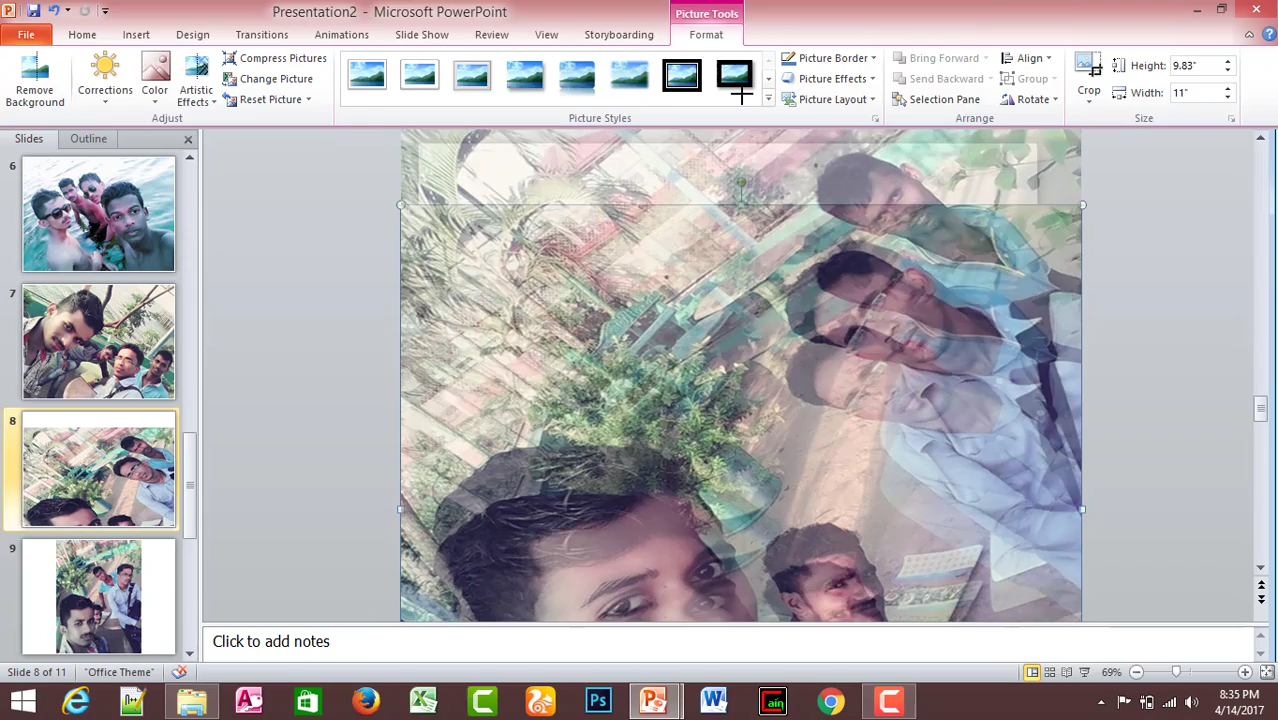 Presentation2 - Microsoft PowerPoint
Picture Tools
File Home Insert Design Transitions Animations Slide Show Review View Storyboarding Format
Remove Background
Corrections
Color
Artistic Effects
Compress Pictures
Change Picture
Reset Picture
Adjust
Picture Styles
Picture Border
Picture Effects
Picture Layout
Bring Forward
Send Backward
Selection Pane
Align
Group
Rotate
Arrange
Crop
Height: 9.83"
Width: 11"
Size
Slides Outline
6
7
8
9
Click to add notes
Slide 8 of 11 "Office Theme" 69%
8:35 PM
4/14/2017